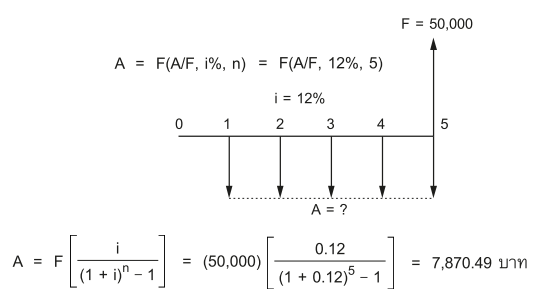 F = 50,000
A = F(A/F, i%, n) = F(A/F, 12%, 5)
i = 12%
0 1 2 3 4 5
A = ?
A = F [ i / (1 + i)^n – 1 ] = (50,000) [ 0.12 / (1 + 0.12)^5 – 1 ] = 7,870.49 บาท